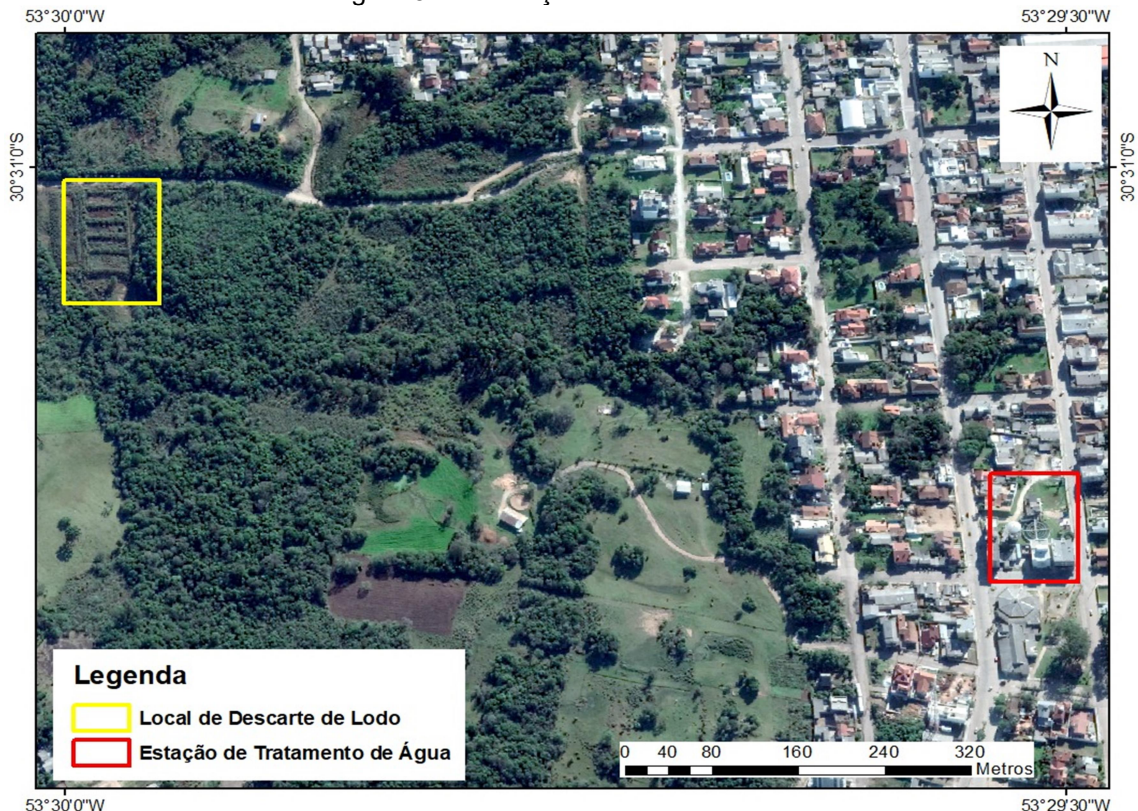 53°30'0"W
53°29'30"W
N
30°31'0"S
30°31'0"S
Legenda
Local de Descarte de Lodo
Estação de Tratamento de Água
0 40 80 160 240 320
Metros
53°30'0"W
53°29'30"W